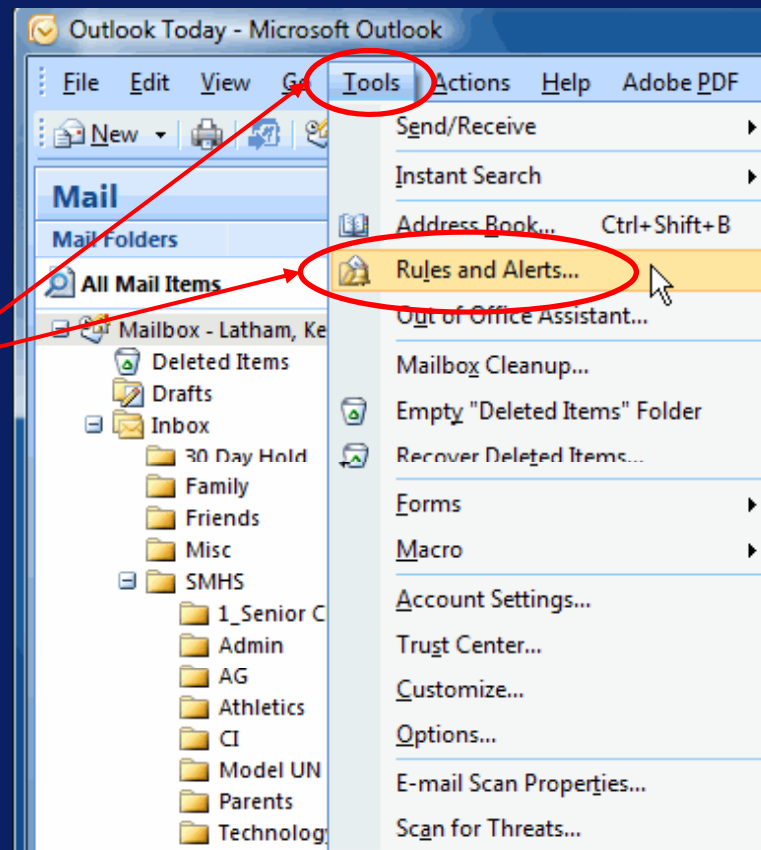 Outlook Today - Microsoft Outlook
File Edit View Go Tools Actions Help Adobe PDF
New
Mail
Mail Folders
All Mail Items
Mailbox - Latham, Ke
Deleted Items
Drafts
Inbox
30 Day Hold
Family
Friends
Misc
SMHS
1_Senior C
Admin
AG
Athletics
CI
Model UN
Parents
Technology
Send/Receive
Instant Search
Address Book... Ctrl+Shift+B
Rules and Alerts...
Out of Office Assistant...
Mailbox Cleanup...
Empty "Deleted Items" Folder
Recover Deleted Items...
Forms
Macro
Account Settings...
Trust Center...
Customize...
Options...
E-mail Scan Properties...
Scan for Threats...